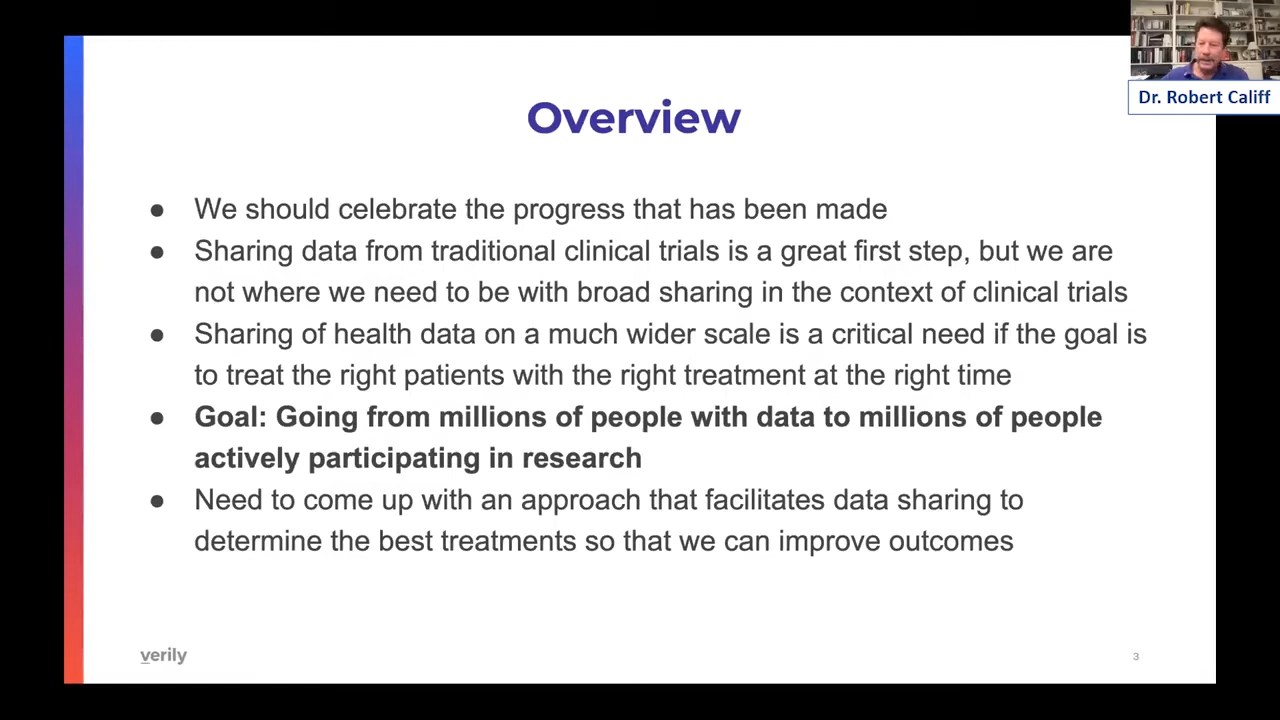 Dr. Robert Califf
Overview
● We should celebrate the progress that has been made
● Sharing data from traditional clinical trials is a great first step, but we are
not where we need to be with broad sharing in the context of clinical trials
● Sharing of health data on a much wider scale is a critical need if the goal is
to treat the right patients with the right treatment at the right time
● Goal: Going from millions of people with data to millions of people
actively participating in research
● Need to come up with an approach that facilitates data sharing to
determine the best treatments so that we can improve outcomes
verily
3